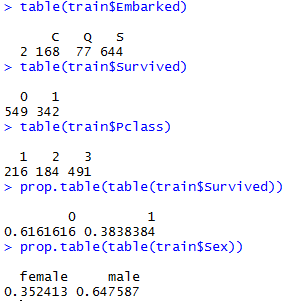 > table(train$Embarked)
C Q S
2 168 77 644
> table(train$Survived)
0 1
549 342
> table(train$Pclass)
1 2 3
216 184 491
> prop.table(table(train$Survived))
0 1
0.6161616 0.3838384
> prop.table(table(train$Sex))
female male
0.352413 0.647587